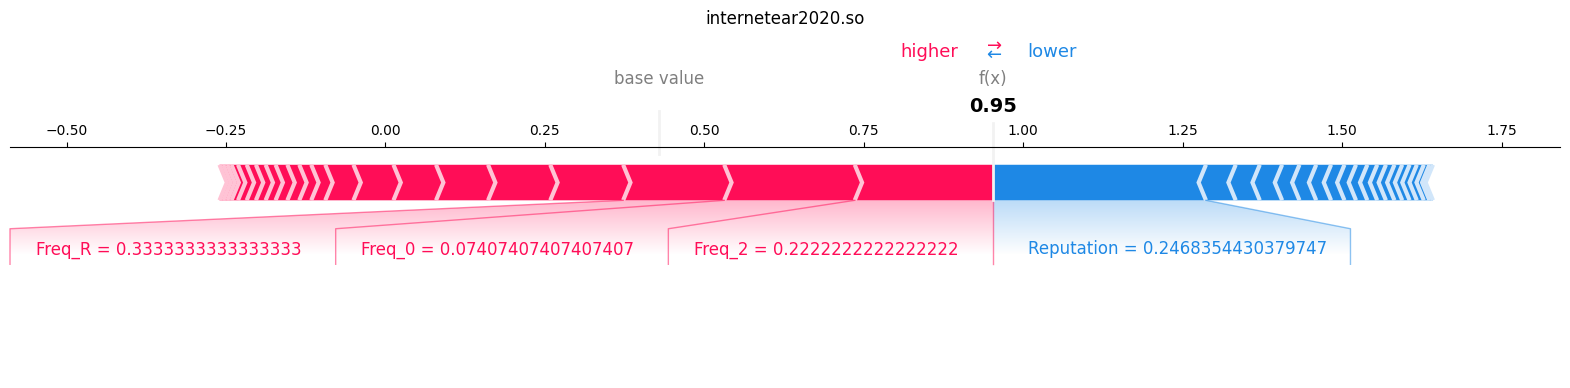 internetear2020.so
higher ⇄ lower
base value f(x)
0.95
−0.50 −0.25 0.00 0.25 0.50 0.75 1.00 1.25 1.50 1.75
Freq_R = 0.3333333333333333 Freq_0 = 0.07407407407407407 Freq_2 = 0.2222222222222222 Reputation = 0.2468354430379747